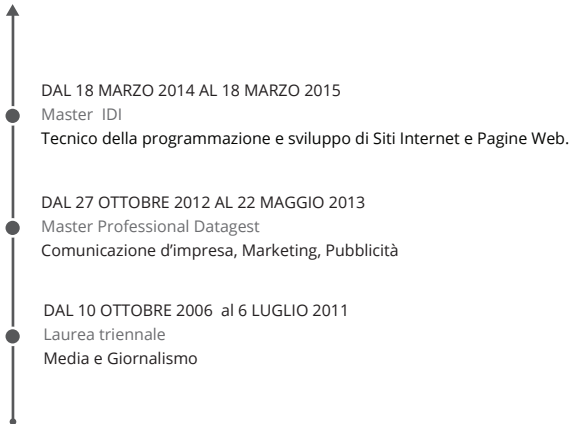 DAL 18 MARZO 2014 AL 18 MARZO 2015
Master IDI
Tecnico della programmazione e sviluppo di Siti Internet e Pagine Web.
DAL 27 OTTOBRE 2012 AL 22 MAGGIO 2013
Master Professional Datagest
Comunicazione d’impresa, Marketing, Pubblicità
DAL 10 OTTOBRE 2006 al 6 LUGLIO 2011
Laurea triennale
Media e Giornalismo